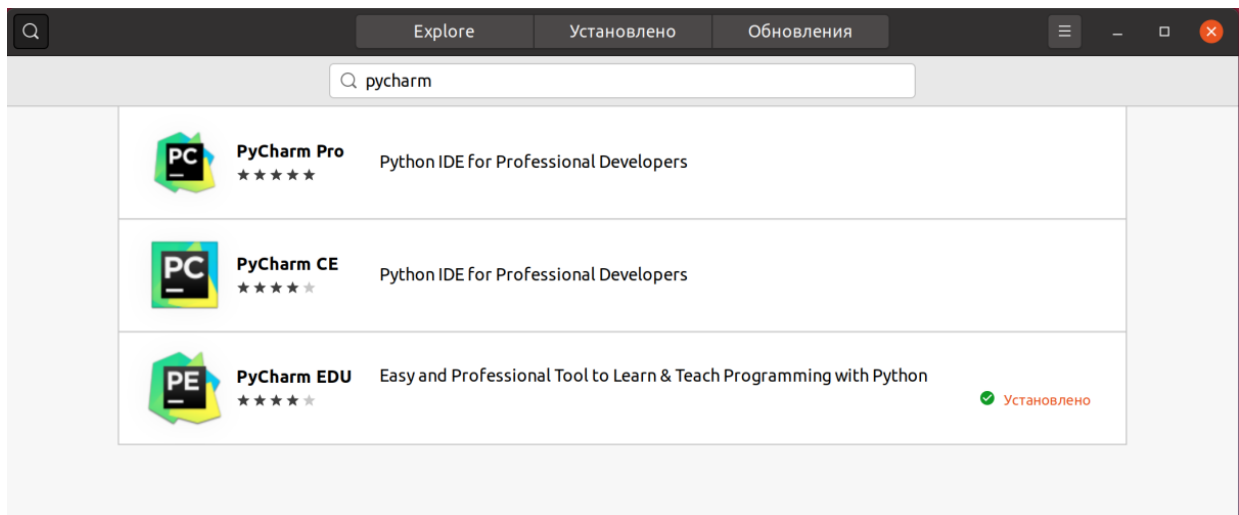 Explore Установлено Обновления
pycharm
PC
PyCharm Pro
Python IDE for Professional Developers
PC
PyCharm CE
Python IDE for Professional Developers
PE
PyCharm EDU
Easy and Professional Tool to Learn & Teach Programming with Python
Установлено